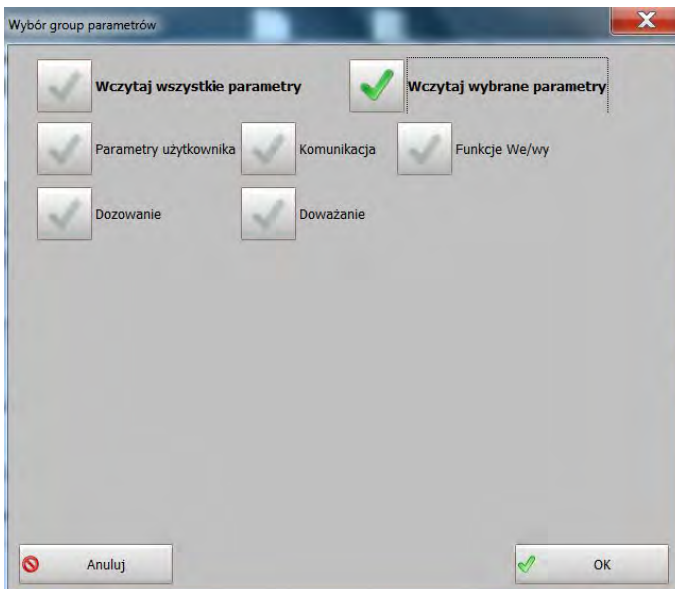 Wybór group parametrów
Wczytaj wszystkie parametry Wczytaj wybrane parametry
Parametry użytkownika Komunikacja Funkcje We/wy
Dozowanie Doważanie
Anuluj OK